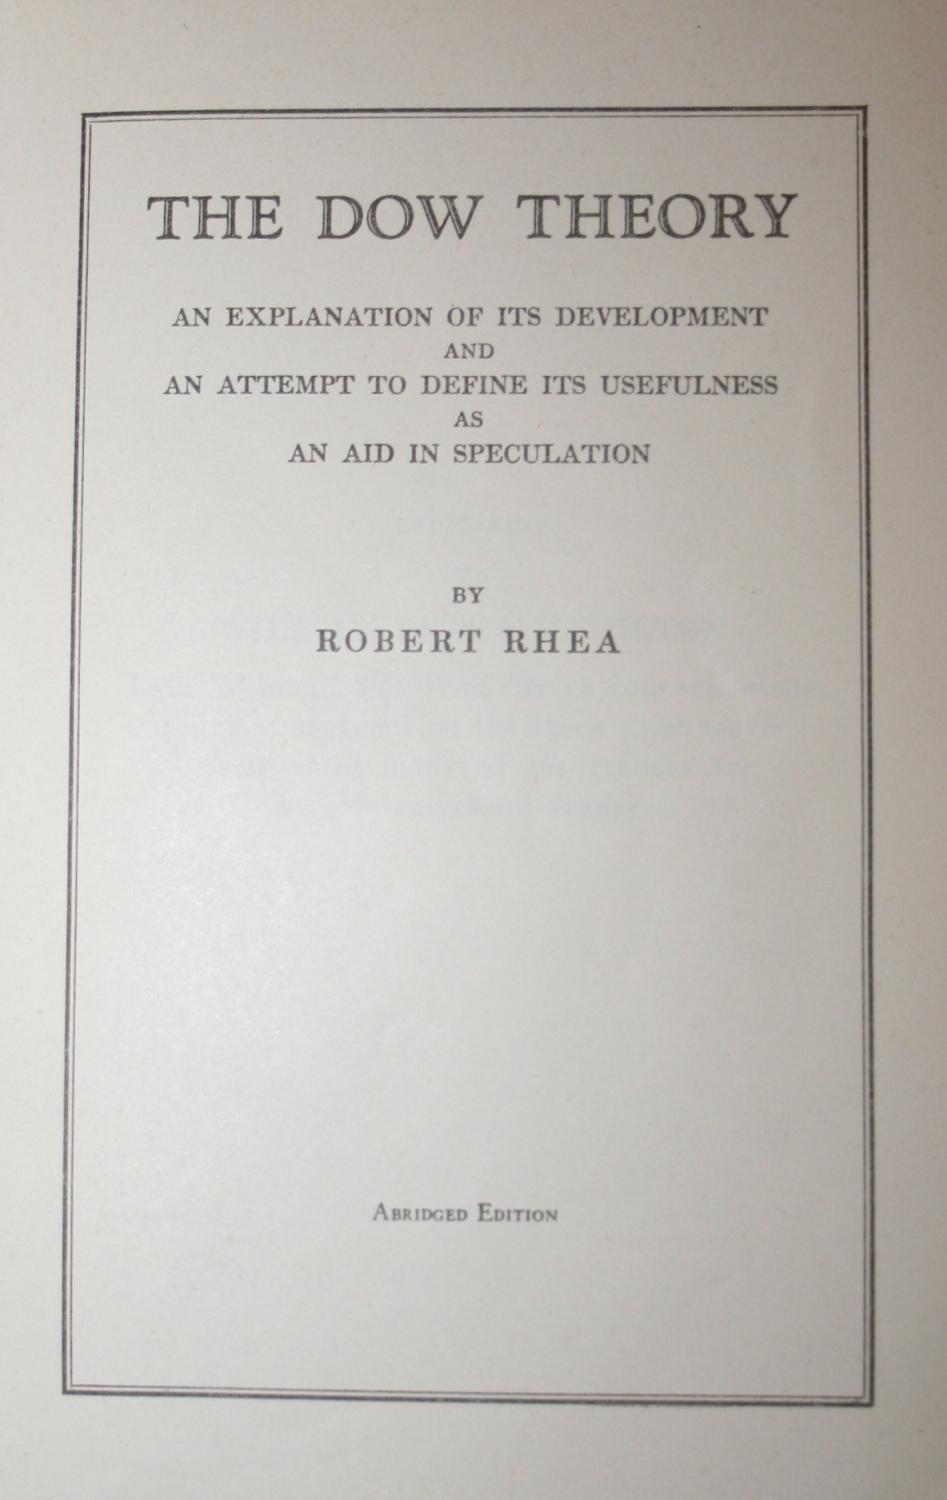 THE DOW THEORY
AN EXPLANATION OF ITS DEVELOPMENT
AND
AN ATTEMPT TO DEFINE ITS USEFULNESS
AS
AN AID IN SPECULATION
BY
ROBERT RHEA
ABRIDGED EDITION